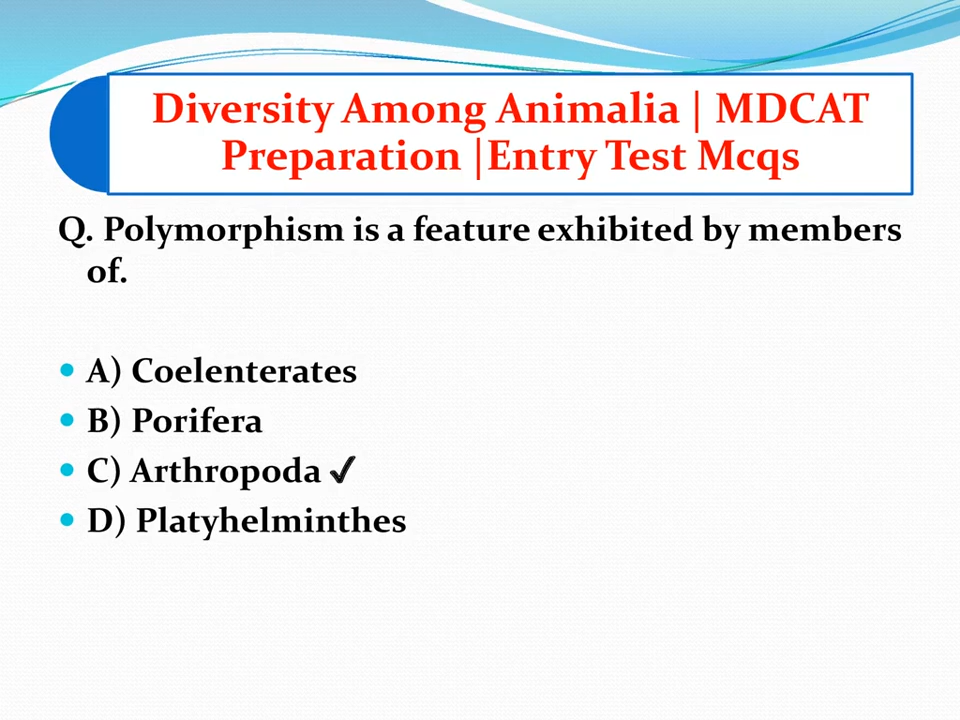 Diversity Among Animalia | MDCAT
Preparation |Entry Test Mcqs
Q. Polymorphism is a feature exhibited by members
of.
• A) Coelenterates
• B) Porifera
• C) Arthropoda ✓
• D) Platyhelminthes